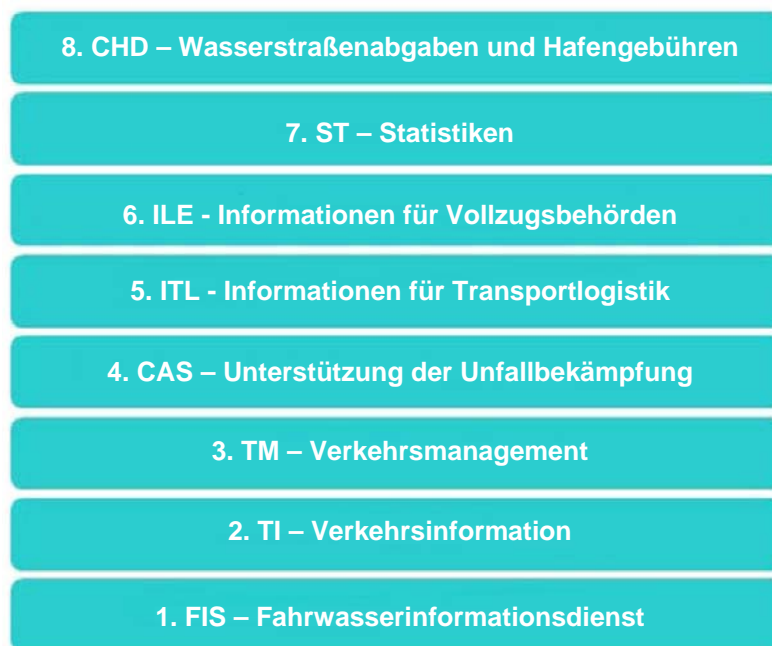 8. CHD – Wasserstraßenabgaben und Hafengebühren
7. ST – Statistiken
6. ILE - Informationen für Vollzugsbehörden
5. ITL - Informationen für Transportlogistik
4. CAS – Unterstützung der Unfallbekämpfung
3. TM – Verkehrsmanagement
2. TI – Verkehrsinformation
1. FIS – Fahrwasserinformationsdienst